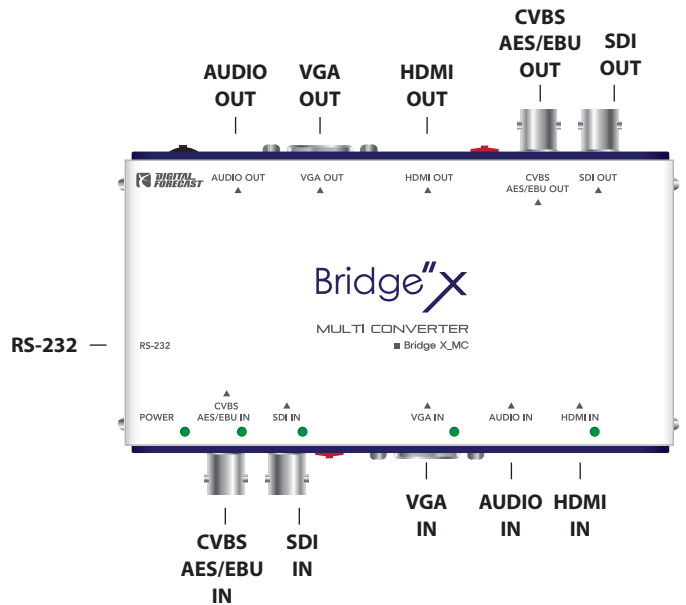 CVBS
AES/EBU
OUT
SDI
OUT
AUDIO
OUT
VGA
OUT
HDMI
OUT
DIGITAL
FORECAST
AUDIO OUT
VGA OUT
HDMI OUT
CVBS
AES/EBU OUT
SDI OUT
Bridge"X
MULTI CONVERTER
■ Bridge X_MC
RS-232
RS-232
POWER
CVBS
AES/EBU IN
SDI IN
VGA IN
AUDIO IN
HDMI IN
CVBS
AES/EBU
IN
SDI
IN
VGA
IN
AUDIO
IN
HDMI
IN